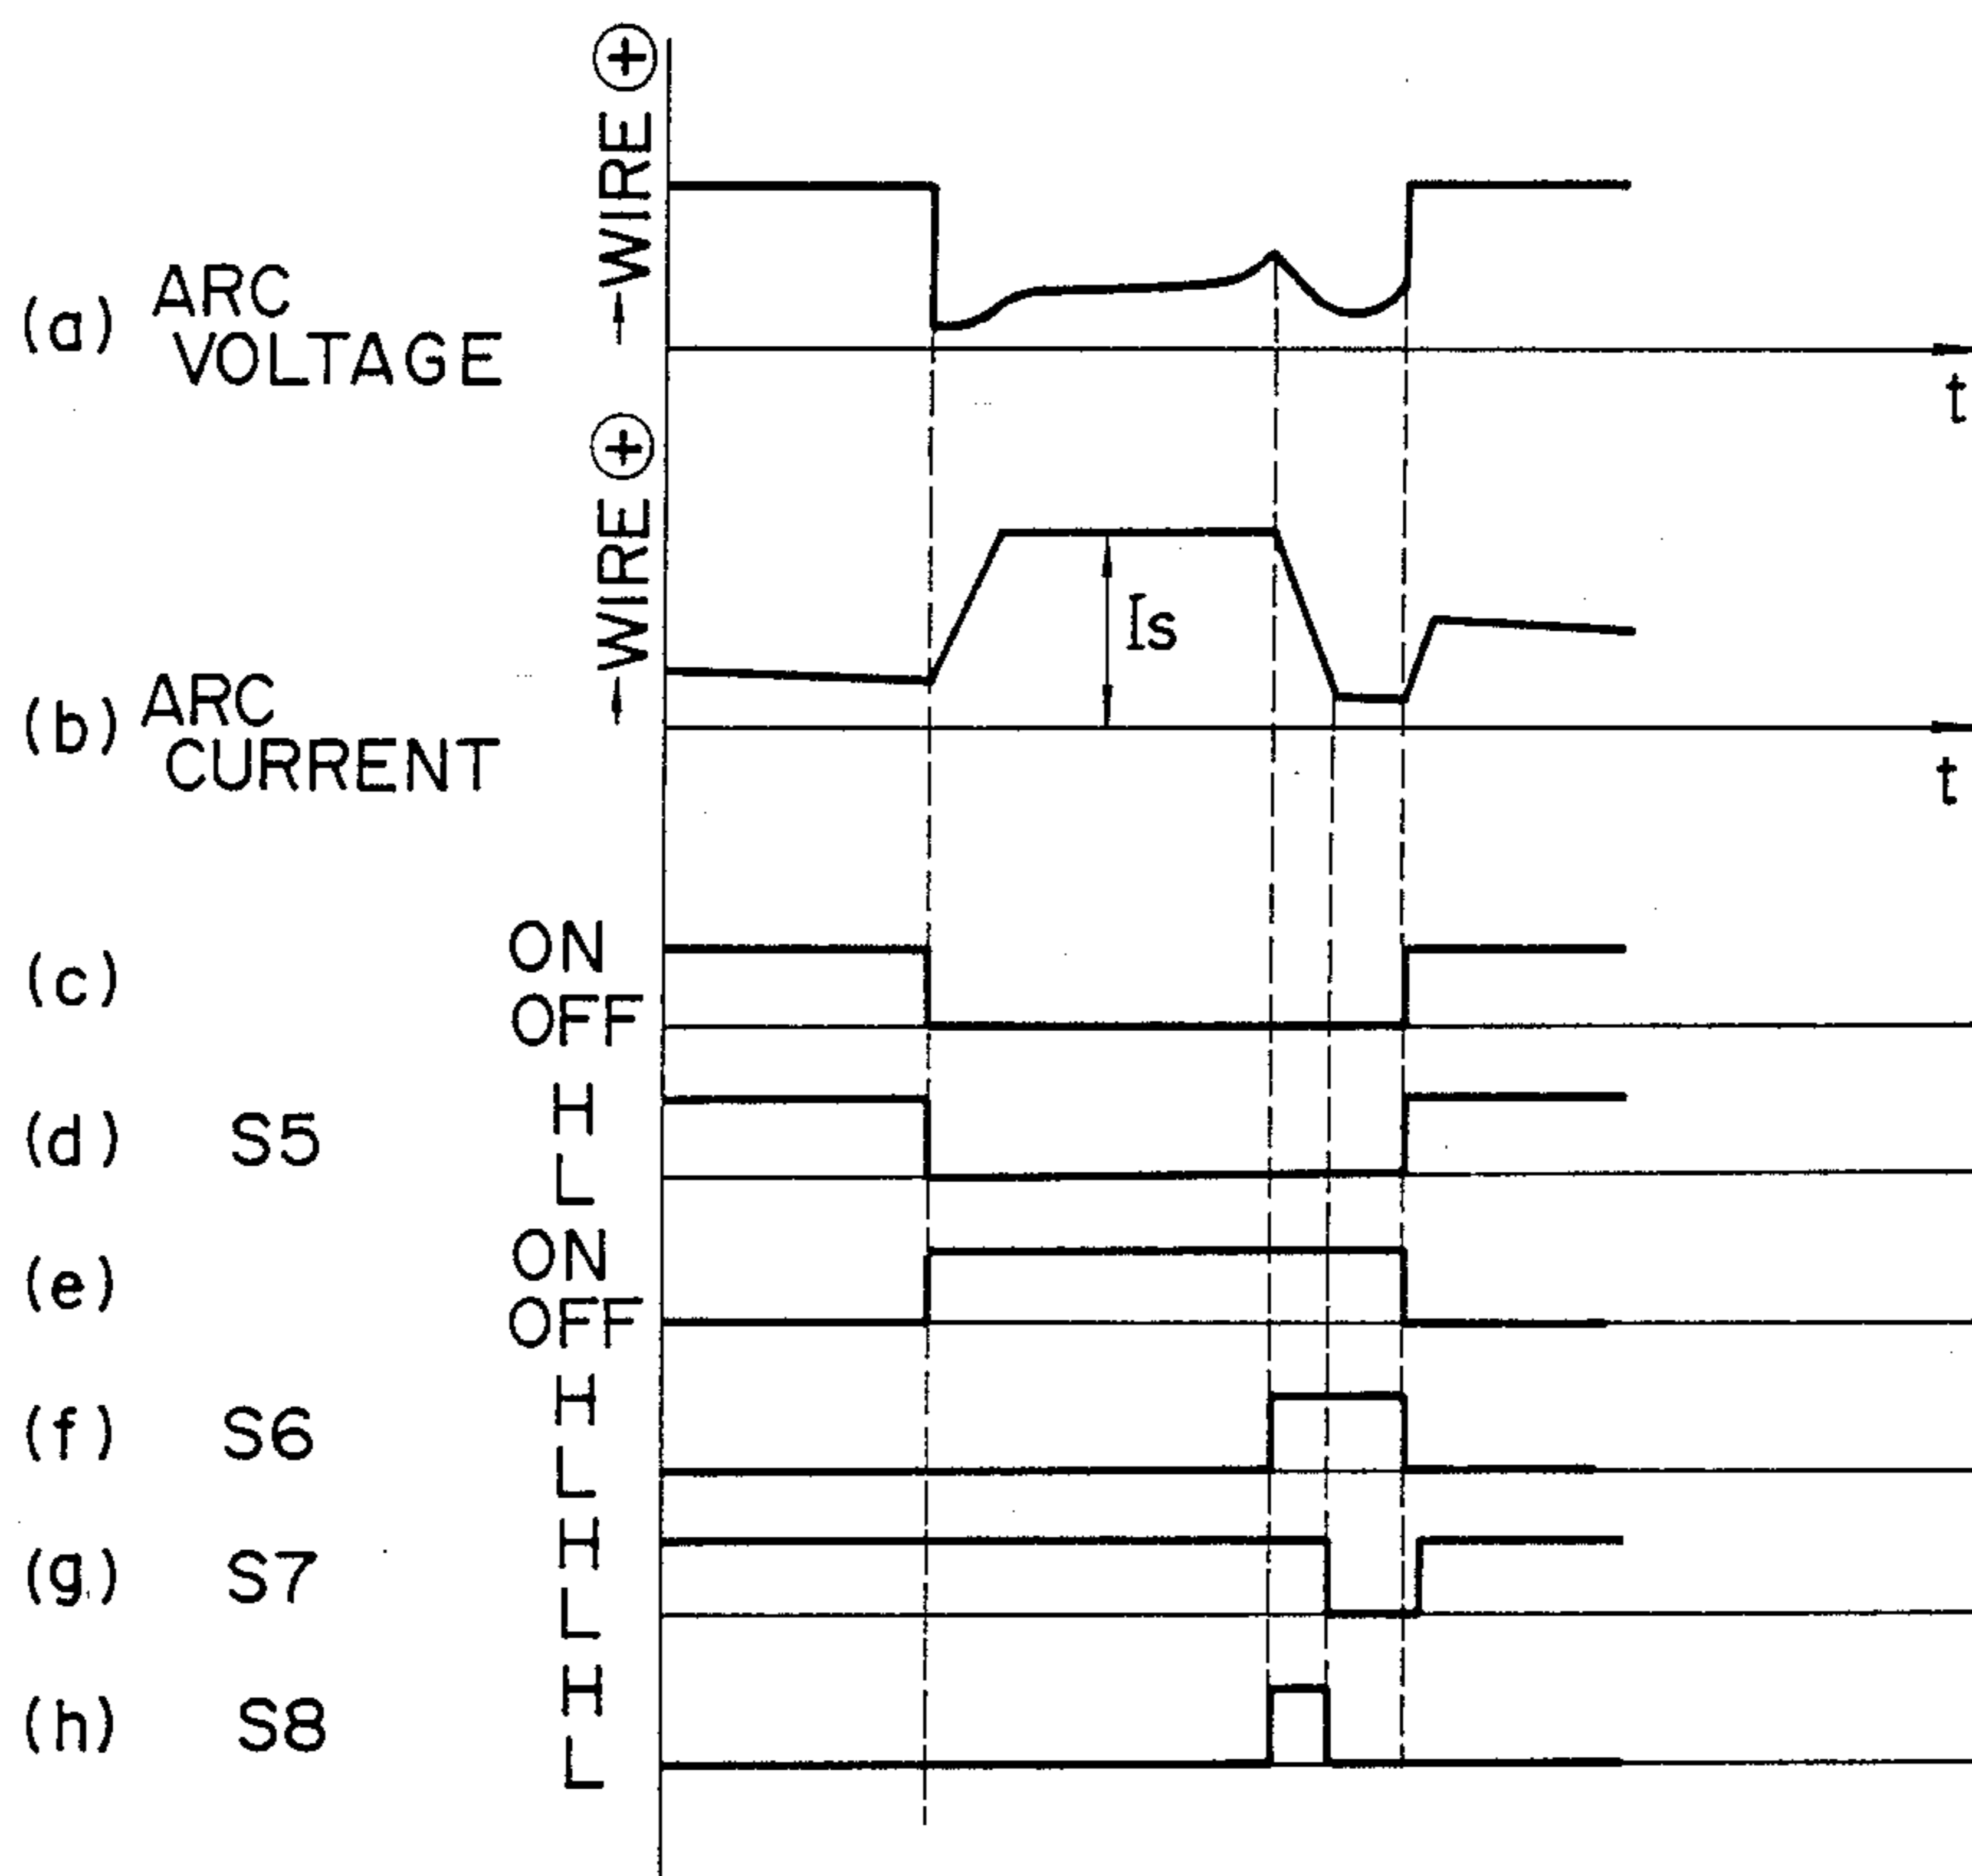 WIRE ⊕
(a) ARC
VOLTAGE
t
WIRE ⊕
Is
(b) ARC
CURRENT
t
(c) ON
OFF
(d) S5 H
L
(e) ON
OFF
(f) S6 H
L
(g) S7 H
L
(h) S8 H
L